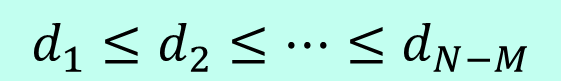 𝑑₁ ≤ 𝑑₂ ≤ ⋯ ≤ 𝑑_{𝑁−𝑀}